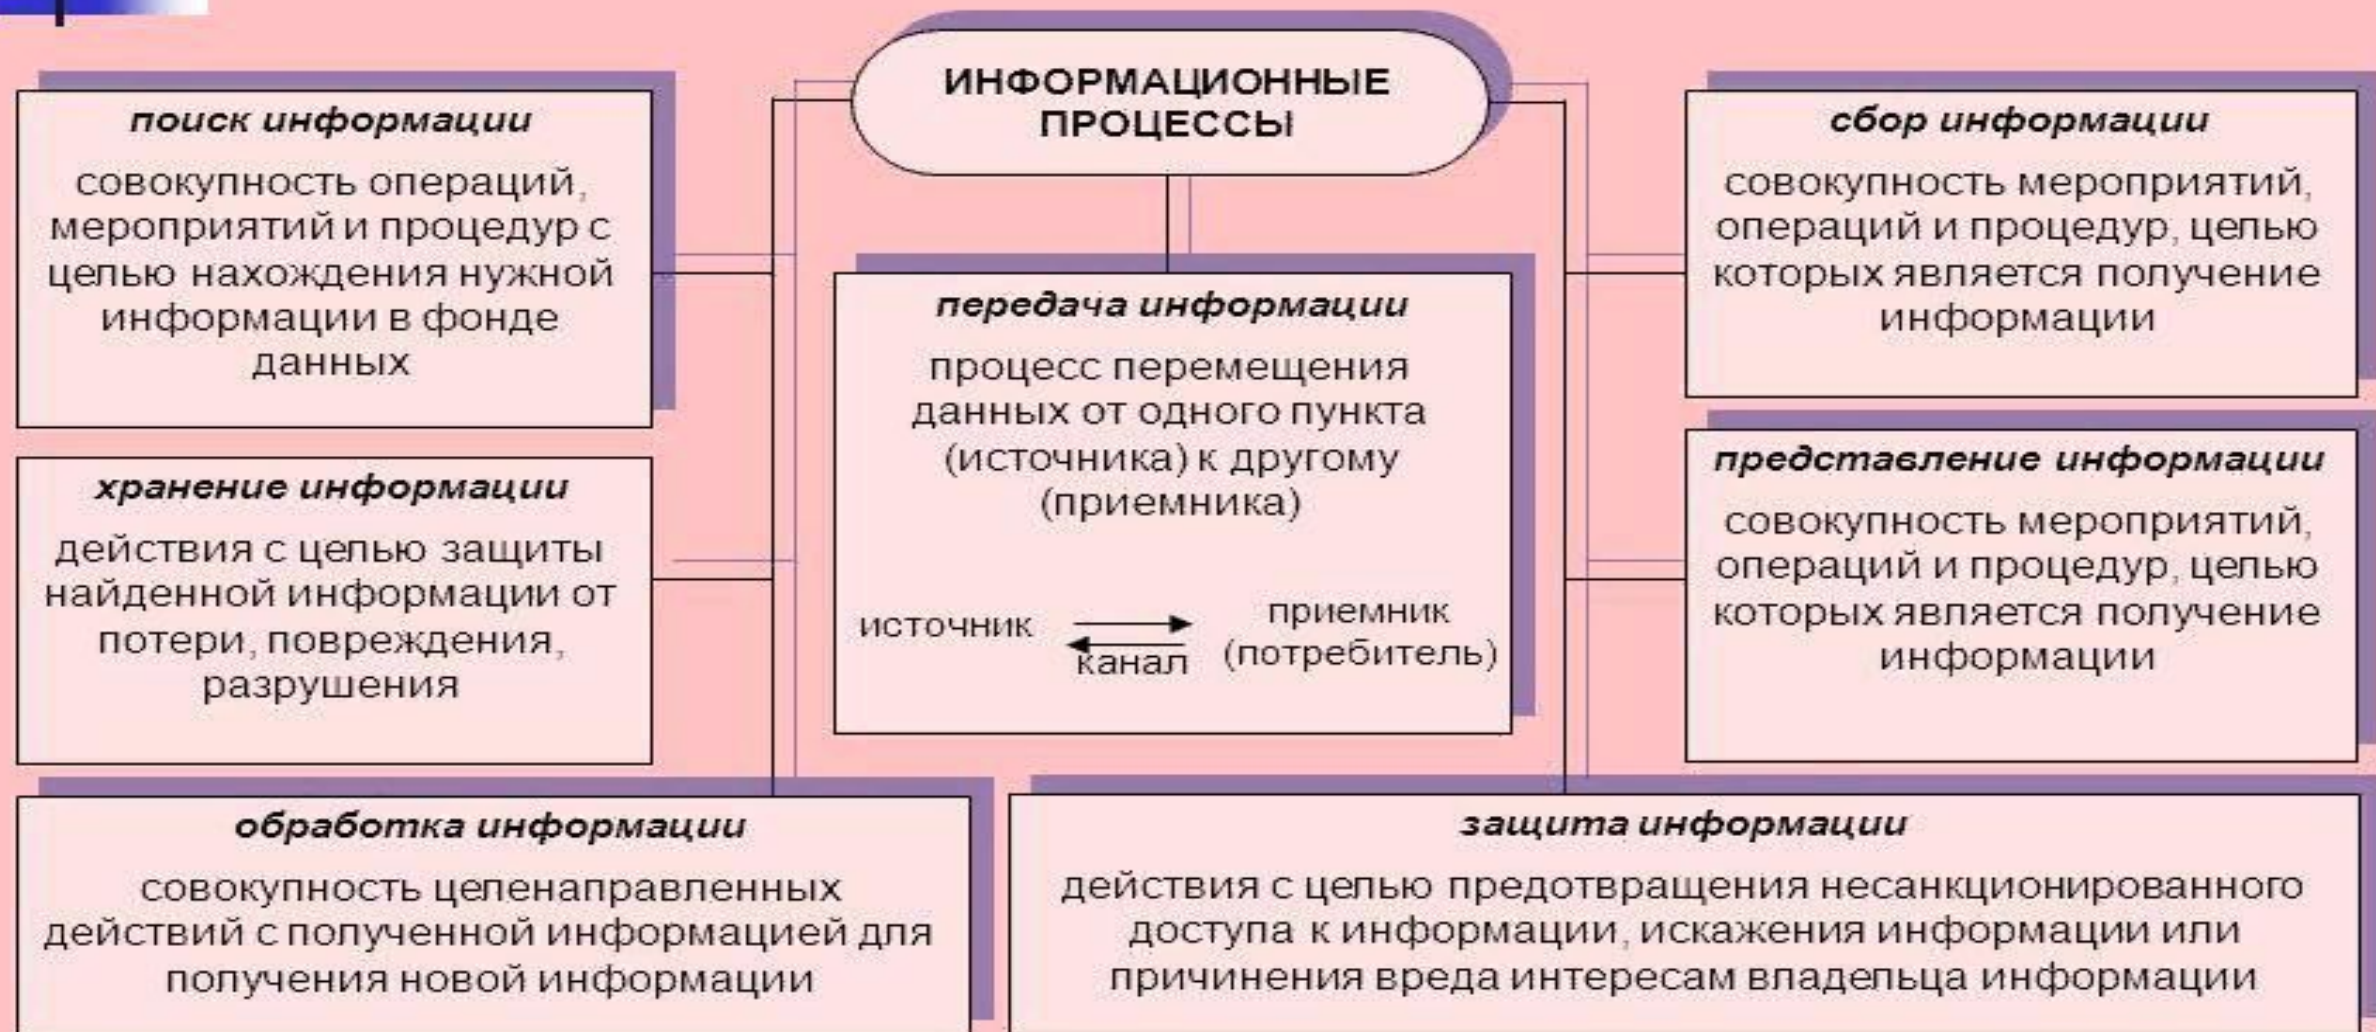 ИНФОРМАЦИОННЫЕ
ПРОЦЕССЫ
поиск информации
совокупность операций,
мероприятий и процедур с
целью нахождения нужной
информации в фонде
данных
сбор информации
совокупность мероприятий,
операций и процедур, целью
которых является получение
информации
передача информации
процесс перемещения
данных от одного пункта
(источника) к другому
(приемника)
источник
канал
приемник
(потребитель)
хранение информации
действия с целью защиты
найденной информации от
потери, повреждения,
разрушения
представление информации
совокупность мероприятий,
операций и процедур, целью
которых является получение
информации
обработка информации
совокупность целенаправленных
действий с полученной информацией для
получения новой информации
защита информации
действия с целью предотвращения несанкционированного
доступа к информации, искажения информации или
причинения вреда интересам владельца информации